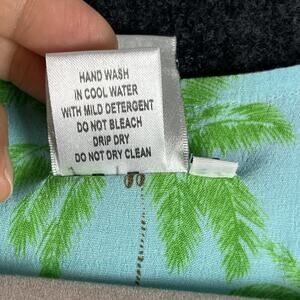 HAND WASH
IN COOL WATER
WITH MILD DETERGENT
DO NOT BLEACH
DRIP DRY
DO NOT DRY CLEAN